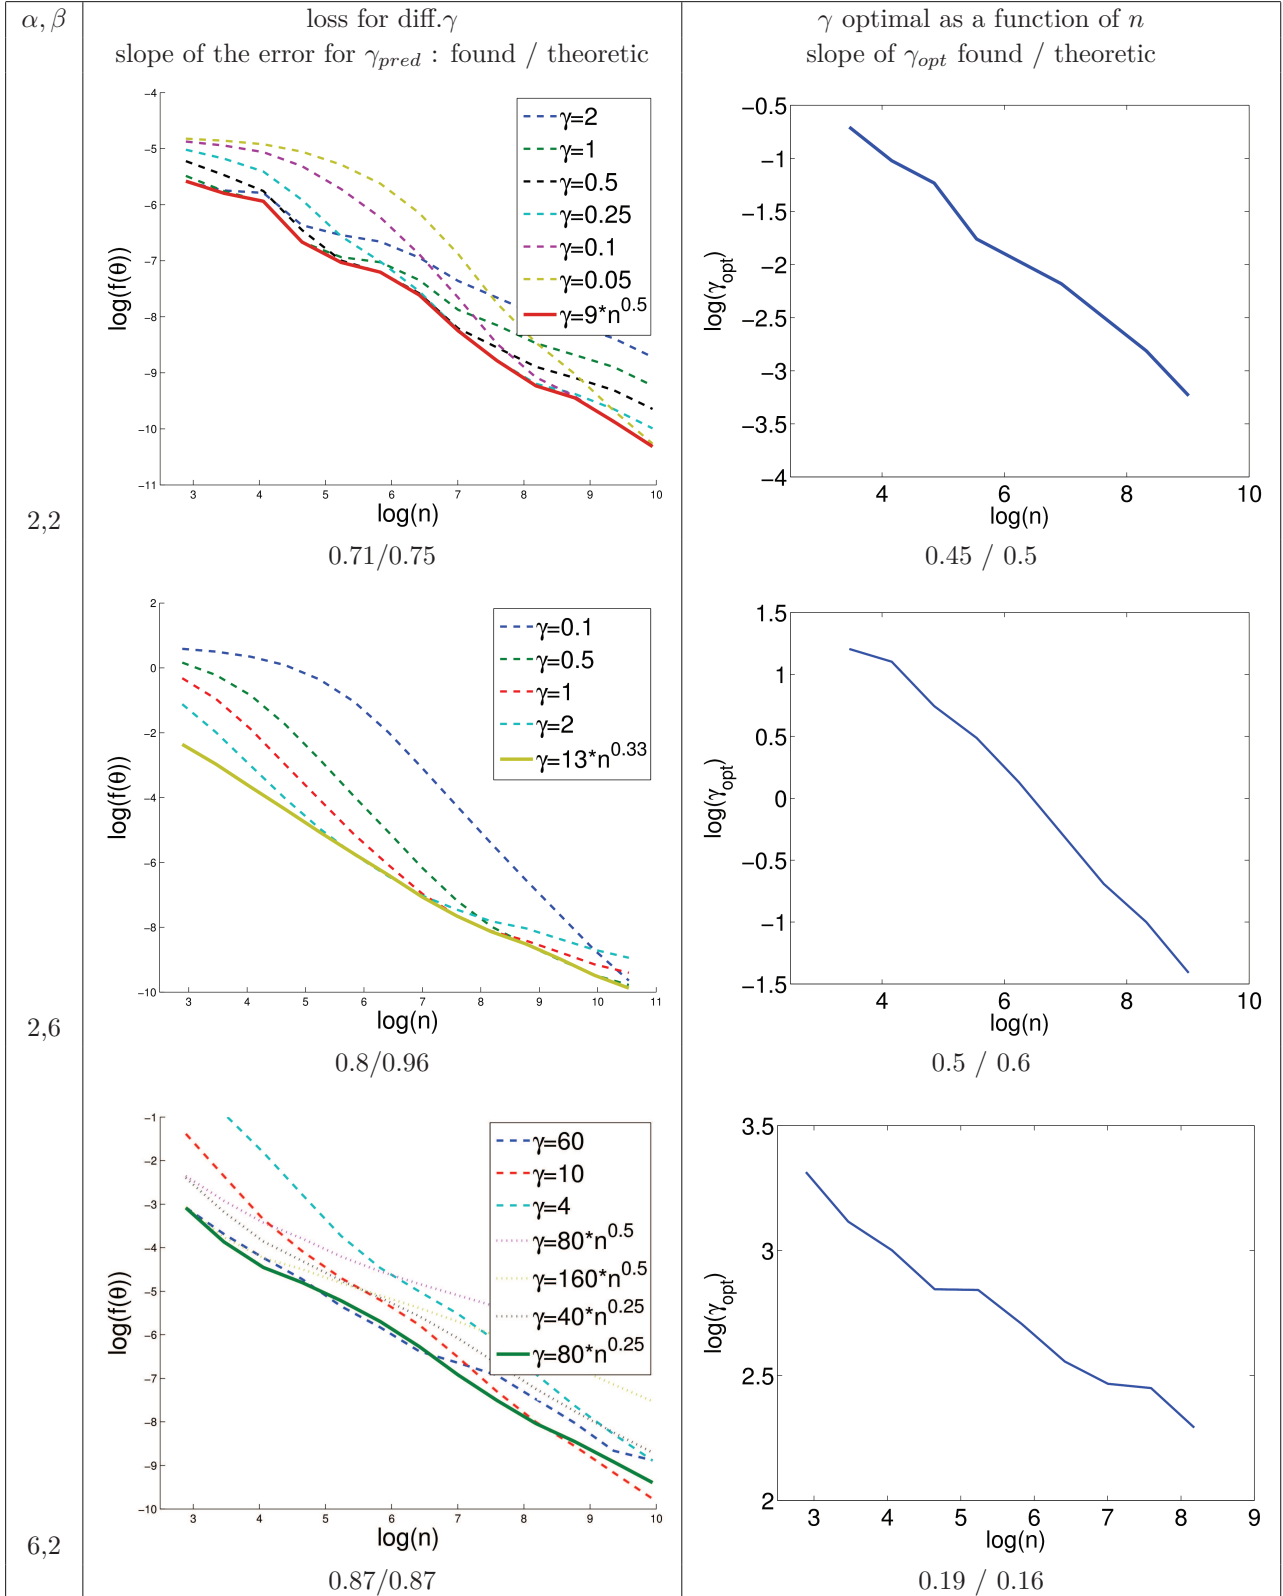 α, β
loss for diff.γ
slope of the error for γ_pred : found / theoretic
γ optimal as a function of n
slope of γ_opt found / theoretic
−4
−5
−6
−7
−8
−9
−10
−11
3 4 5 6 7 8 9 10
log(f(θ))
log(n)
γ=2
γ=1
γ=0.5
γ=0.25
γ=0.1
γ=0.05
γ=9*n^0.5
−0.5
−1
−1.5
−2
−2.5
−3
−3.5
−4
4 6 8 10
log(γ_opt)
log(n)
2,2
0.71/0.75
0.45 / 0.5
2
0
−2
−4
−6
−8
−10
3 4 5 6 7 8 9 10 11
log(f(θ))
log(n)
γ=0.1
γ=0.5
γ=1
γ=2
γ=13*n^0.33
1.5
1
0.5
0
−0.5
−1
−1.5
4 6 8 10
log(γ_opt)
log(n)
2,6
0.8/0.96
0.5 / 0.6
−1
−2
−3
−4
−5
−6
−7
−8
−9
−10
3 4 5 6 7 8 9 10
log(f(θ))
log(n)
γ=60
γ=10
γ=4
γ=80*n^0.5
γ=160*n^0.5
γ=40*n^0.25
γ=80*n^0.25
3.5
3
2.5
2
3 4 5 6 7 8 9
log(γ_opt)
log(n)
6,2
0.87/0.87
0.19 / 0.16